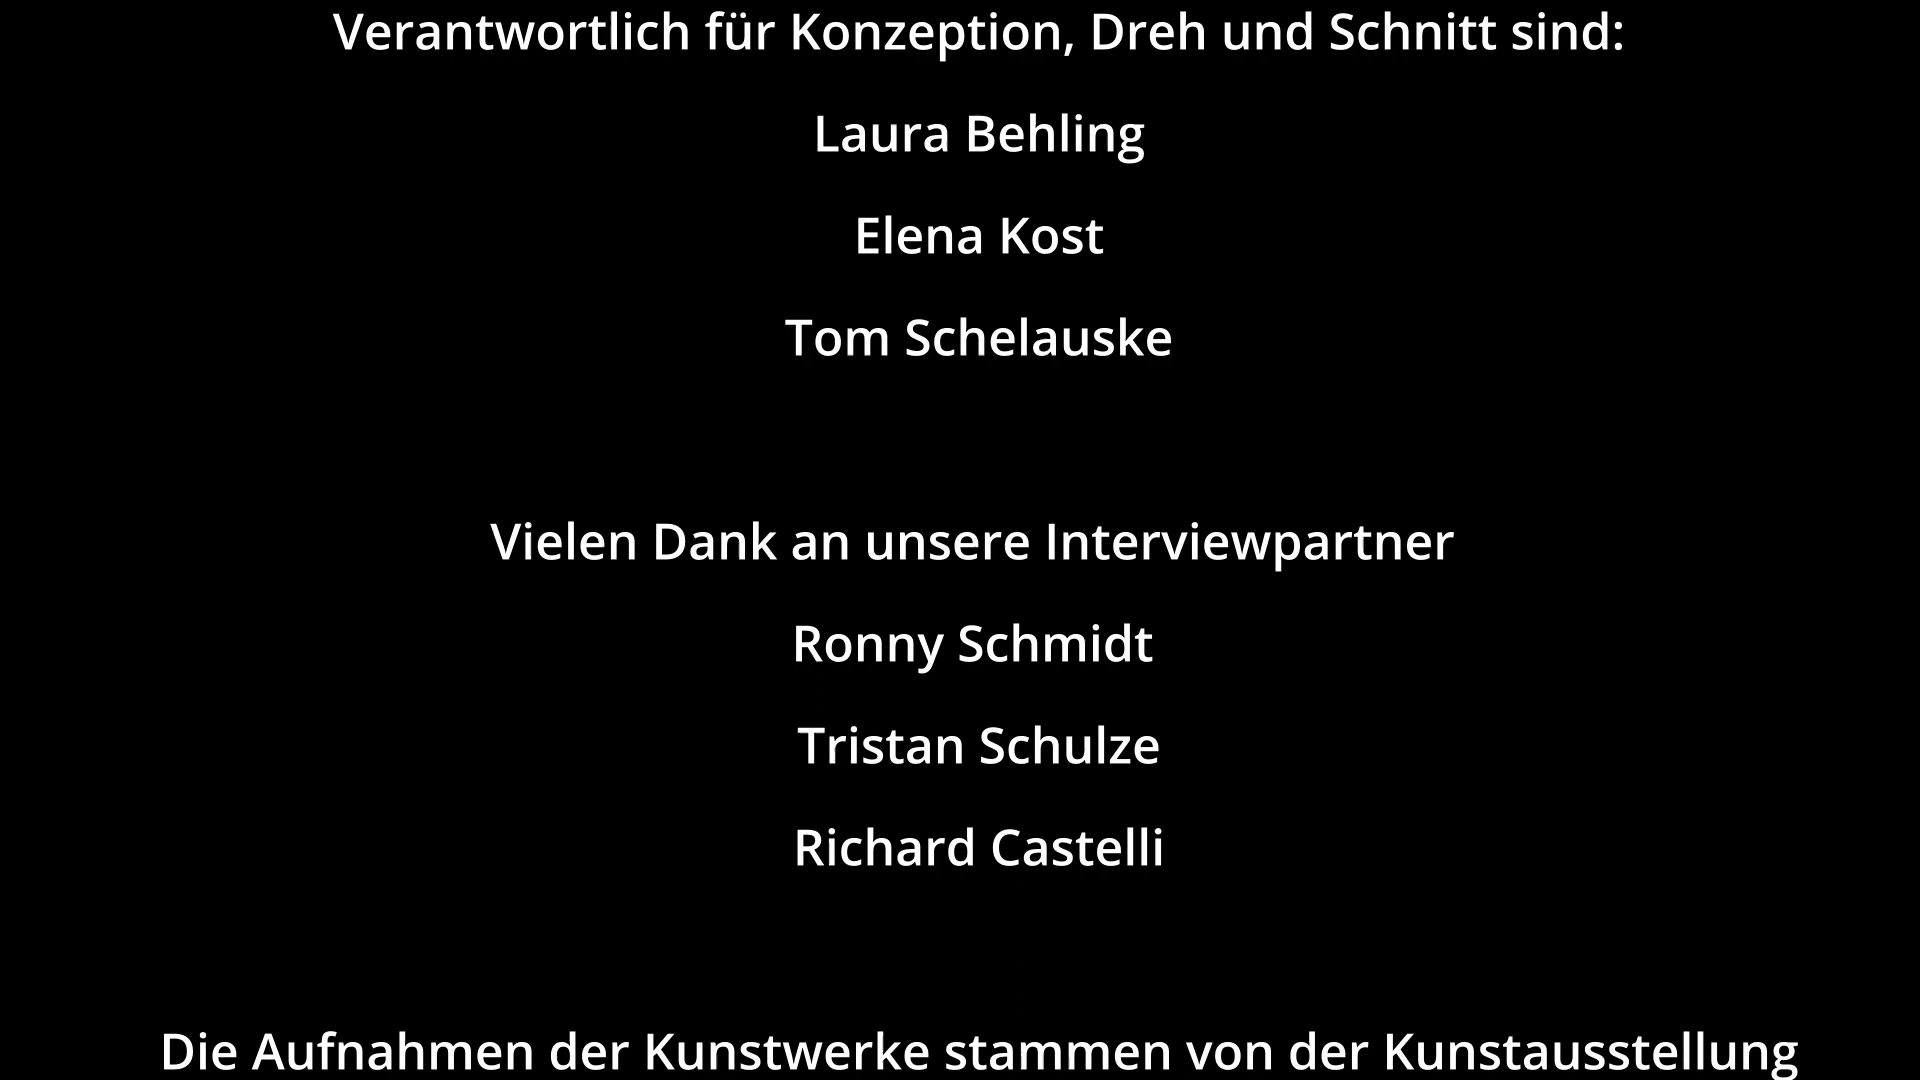 Verantwortlich für Konzeption, Dreh und Schnitt sind:
Laura Behling
Elena Kost
Tom Schelauske
Vielen Dank an unsere Interviewpartner
Ronny Schmidt
Tristan Schulze
Richard Castelli
Die Aufnahmen der Kunstwerke stammen von der Kunstausstellung